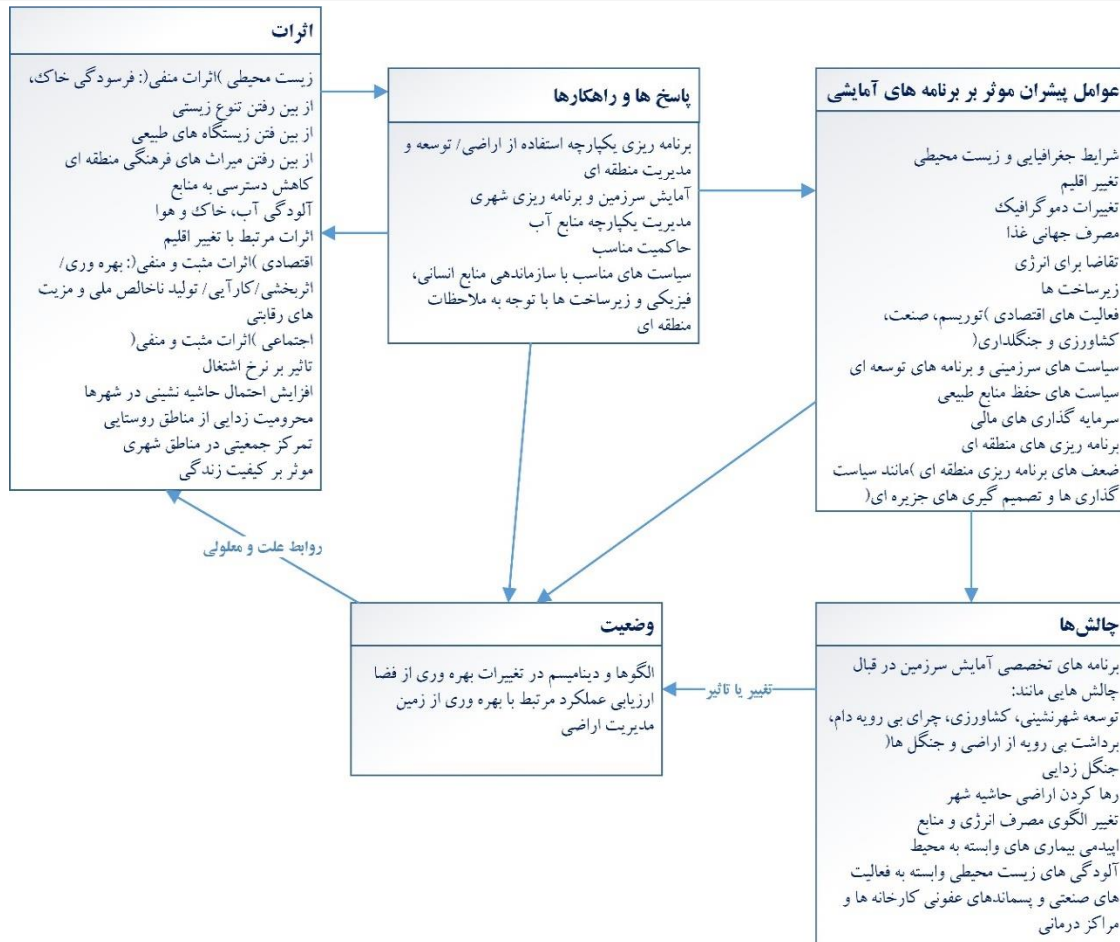 عوامل پیشران موثر بر برنامه های آمایشی
شرایط جغرافیایی و زیست محیطی
تغییر اقلیم
تغییرات دموگرافیک
مصرف جهانی غذا
تقاضا برای انرژی
زیرساخت ها
فعالیت های اقتصادی )توریسم، صنعت،
کشاورزی و جنگلداری(
سیاست های سرزمینی و برنامه های توسعه ای
سیاست های حفظ منابع طبیعی
سرمایه گذاری های مالی
برنامه ریزی های منطقه ای
ضعف های برنامه ریزی منطقه ای )مانند سیاست
گذاری ها و تصمیم گیری های جزیره ای(
پاسخ ها و راهکارها
برنامه ریزی یکپارچه استفاده از اراضی/ توسعه و
مدیریت منطقه ای
آمایش سرزمین و برنامه ریزی شهری
مدیریت یکپارچه منابع آب
حاکمیت مناسب
سیاست های مناسب با سازماندهی منابع انسانی،
فیزیکی و زیرساخت ها با توجه به ملاحظات
منطقه ای
اثرات
زیست محیطی )اثرات منفی(: فرسودگی خاک،
از بین رفتن تنوع زیستی
از بین فتن زیستگاه های طبیعی
از بین رفتن میراث های فرهنگی منطقه ای
کاهش دسترسی به منابع
آلودگی آب، خاک و هوا
اثرات مرتبط با تغییر اقلیم
اقتصادی )اثرات مثبت و منفی(: بهره وری/
اثربخشی/کارآیی/ تولید ناخالص ملی و مزیت
های رقابتی
اجتماعی )اثرات مثبت و منفی(
تاثیر بر نرخ اشتغال
افزایش احتمال حاشیه نشینی در شهرها
محرومیت زدایی از مناطق روستایی
تمرکز جمعیتی در مناطق شهری
موثر بر کیفیت زندگی
روابط علت و معلولی
چالش‌ها
برنامه های تخصصی آمایش سرزمین در قبال
چالش هایی مانند:
توسعه شهرنشینی، کشاورزی، چرای بی رویه دام،
برداشت بی رویه از اراضی و جنگل ها(
جنگل زدایی
رها کردن اراضی حاشیه شهر
تغییر الگوی مصرف انرژی و منابع
اپیدمی بیماری های وابسته به محیط
آلودگی های زیست محیطی وابسته به فعالیت
های صنعتی و پسماندهای عفونی کارخانه ها و
مراکز درمانی
تغییر یا تاثیر
وضعیت
الگوها و دینامیسم در تغییرات بهره وری از فضا
ارزیابی عملکرد مرتبط با بهره وری از زمین
مدیریت اراضی